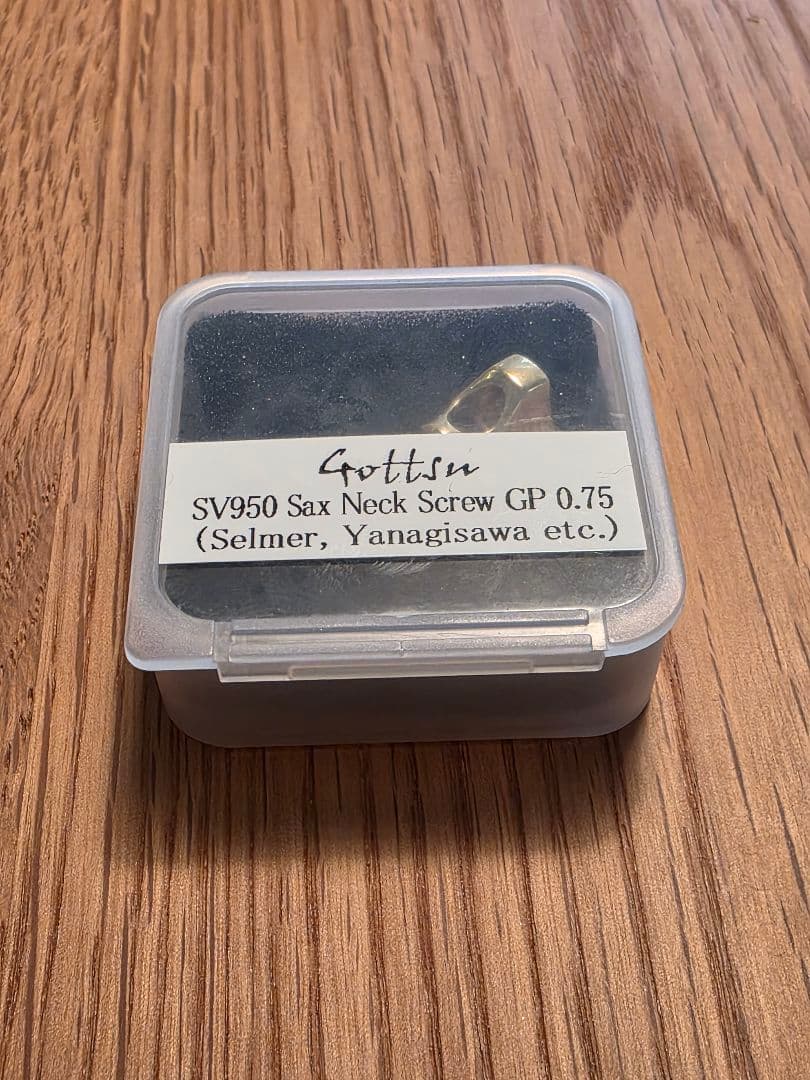 Gottsu
SV950 Sax Neck Screw GP 0.75
(Selmer, Yanagisawa etc.)